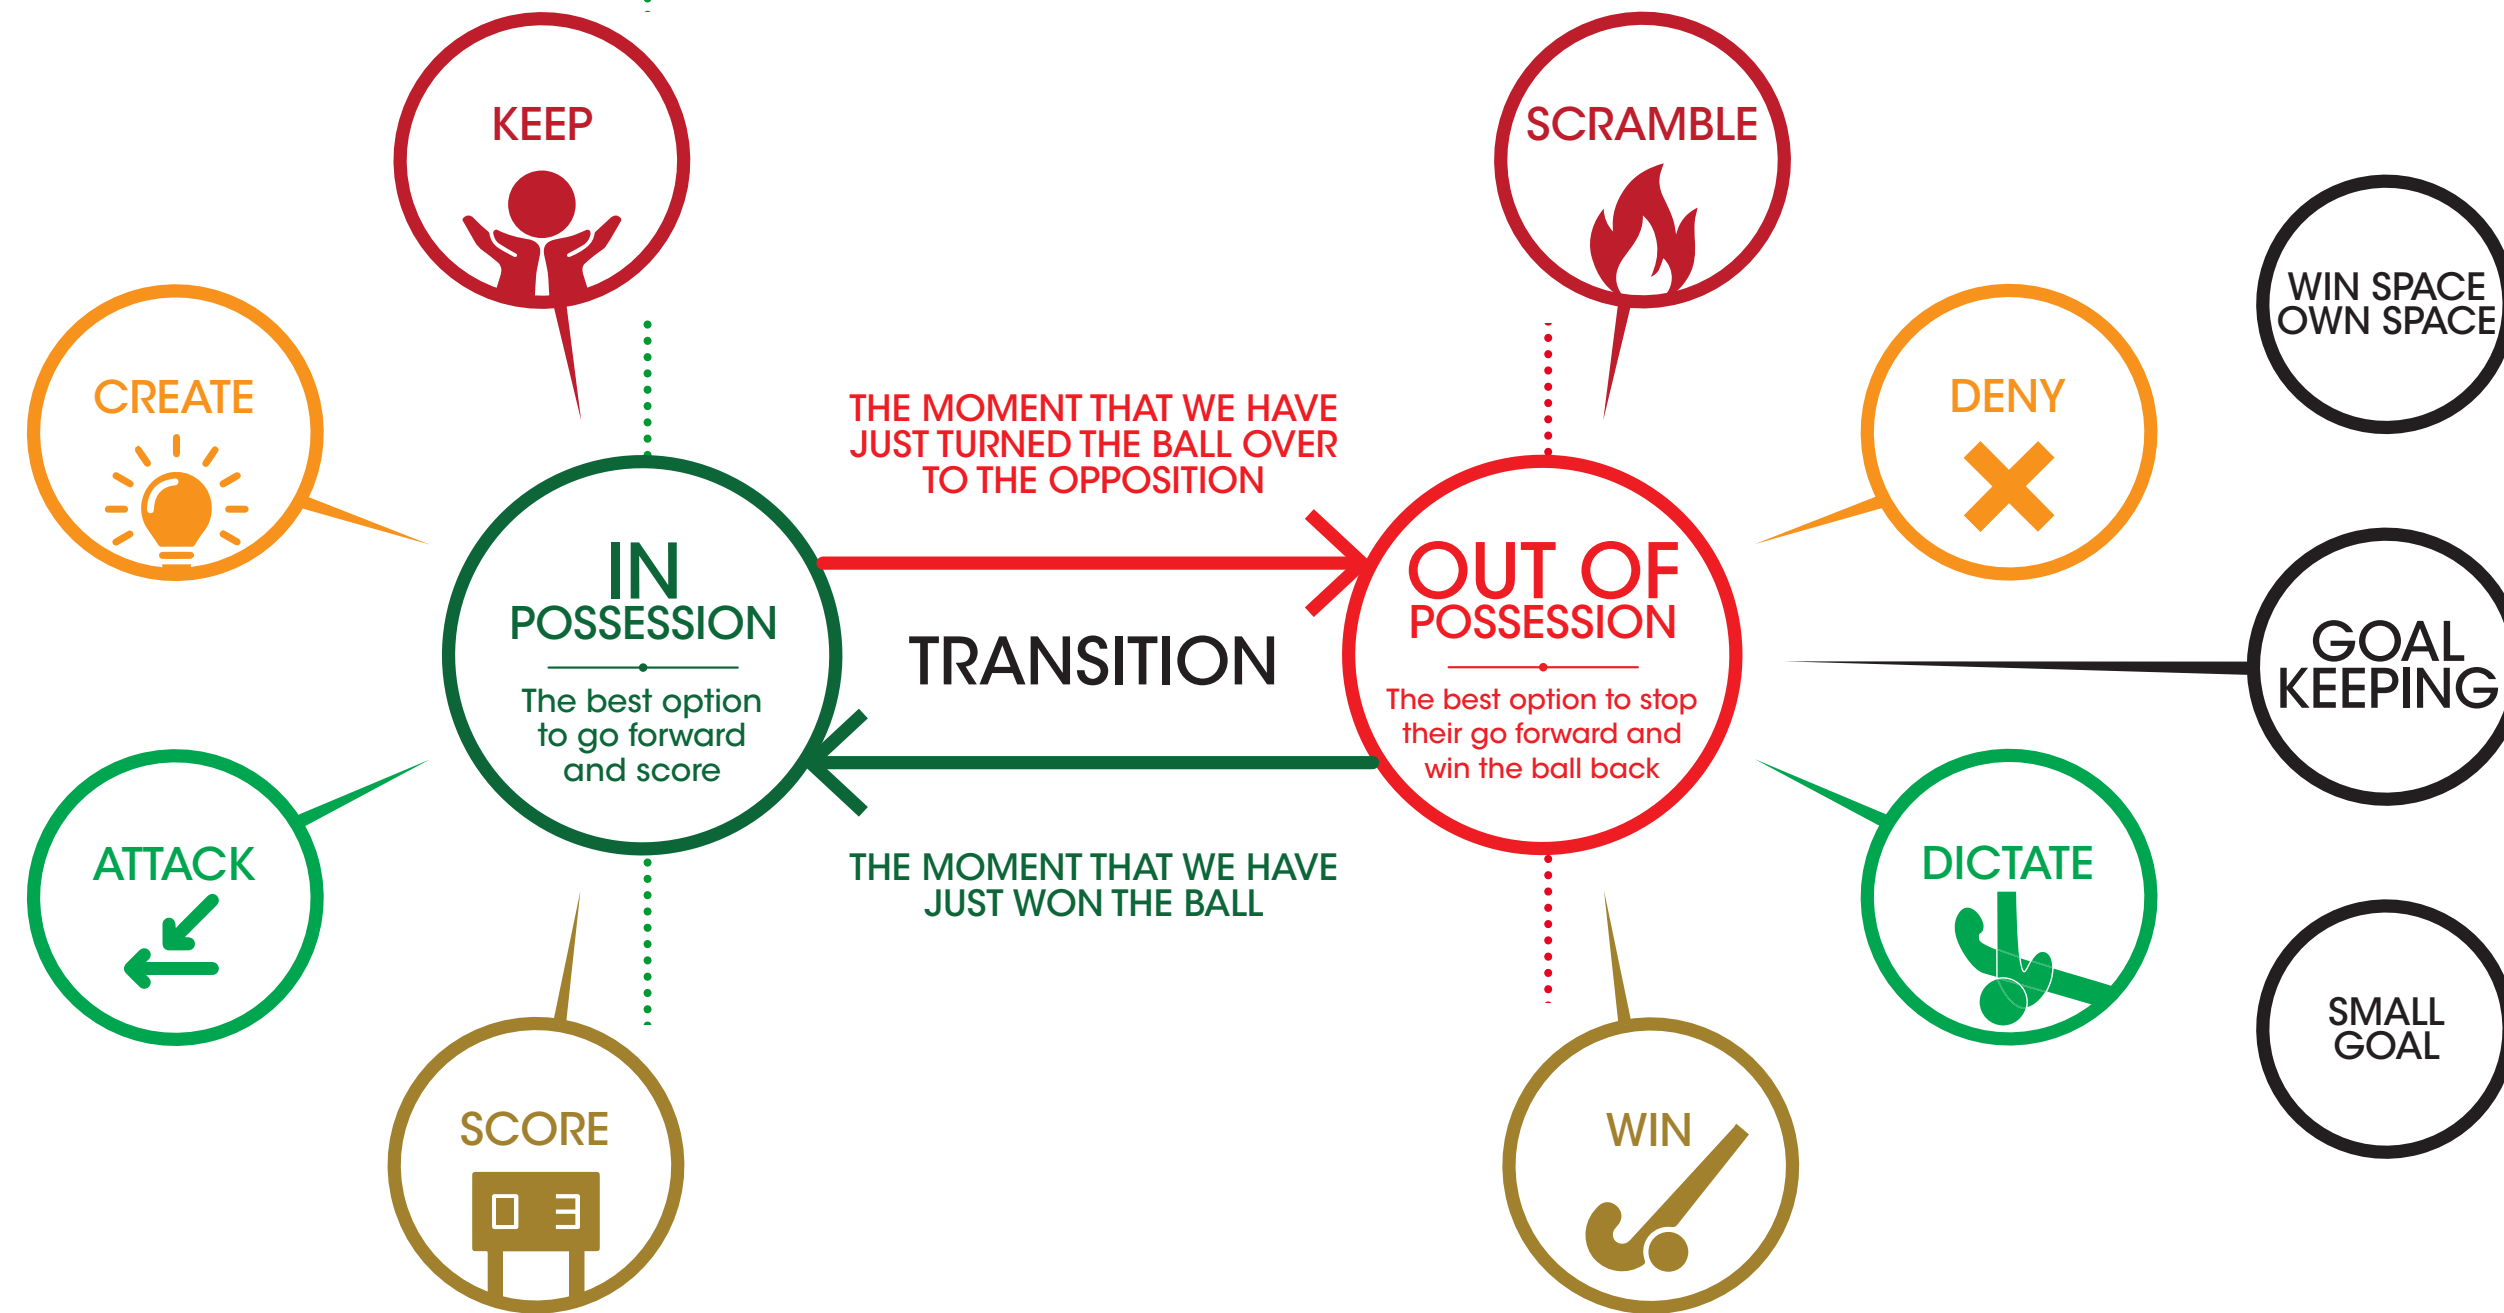 KEEP
SCRAMBLE
WIN SPACE
OWN SPACE
CREATE
DENY
THE MOMENT THAT WE HAVE
JUST TURNED THE BALL OVER
TO THE OPPOSITION
IN
POSSESSION
The best option
to go forward
and score
TRANSITION
OUT OF
POSSESSION
The best option to stop
their go forward and
win the ball back
GOAL
KEEPING
ATTACK
THE MOMENT THAT WE HAVE
JUST WON THE BALL
DICTATE
SMALL
GOAL
SCORE
0 3
WIN